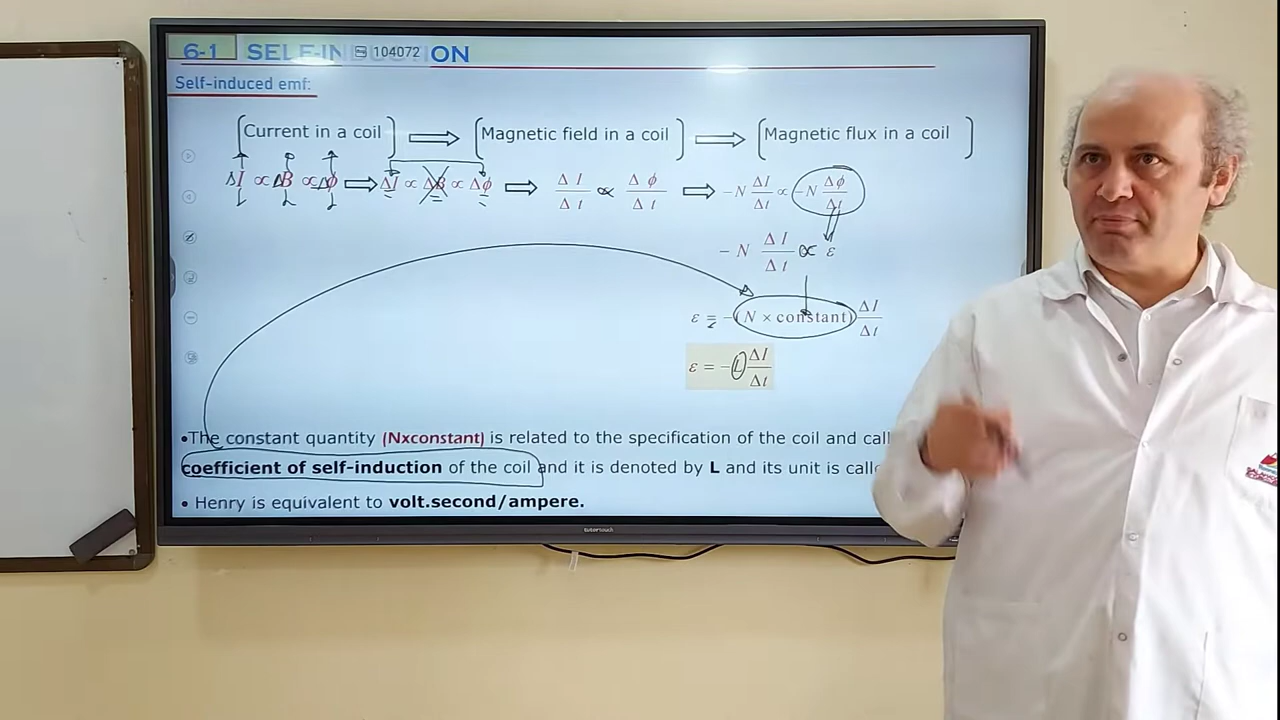 6-1 SELF-IN 104072 ION
Self-induced emf:
Current in a coil ⟹ Magnetic field in a coil ⟹ Magnetic flux in a coil
ΔI ∝ ΔB ∝ Δϕ ⟹ ΔI ∝ ΔB ∝ Δϕ ⟹ ΔI/Δt ∝ Δϕ/Δt ⟹ −N ΔI/Δt ∝ −N Δϕ/Δt
−N ΔI/Δt ∝ ε
ε = −(N × constant) ΔI/Δt
ε = −L ΔI/Δt
•The constant quantity (Nxconstant) is related to the specification of the coil and call
coefficient of self-induction of the coil and it is denoted by L and its unit is calle
• Henry is equivalent to volt.second/ampere.
tutortouch